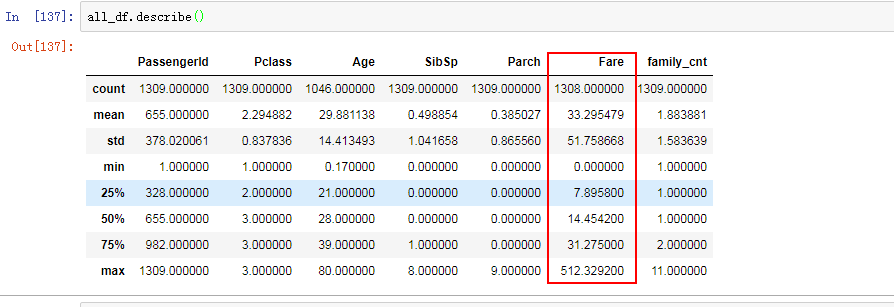 In [137]: all_df.describe()
Out[137]:
PassengerId Pclass Age SibSp Parch Fare family_cnt
count 1309.000000 1309.000000 1046.000000 1309.000000 1309.000000 1308.000000 1309.000000
mean 655.000000 2.294882 29.881138 0.498854 0.385027 33.295479 1.883881
std 378.020061 0.837836 14.413493 1.041658 0.865560 51.758668 1.583639
min 1.000000 1.000000 0.170000 0.000000 0.000000 0.000000 1.000000
25% 328.000000 2.000000 21.000000 0.000000 0.000000 7.895800 1.000000
50% 655.000000 3.000000 28.000000 0.000000 0.000000 14.454200 1.000000
75% 982.000000 3.000000 39.000000 1.000000 0.000000 31.275000 2.000000
max 1309.000000 3.000000 80.000000 8.000000 9.000000 512.329200 11.000000